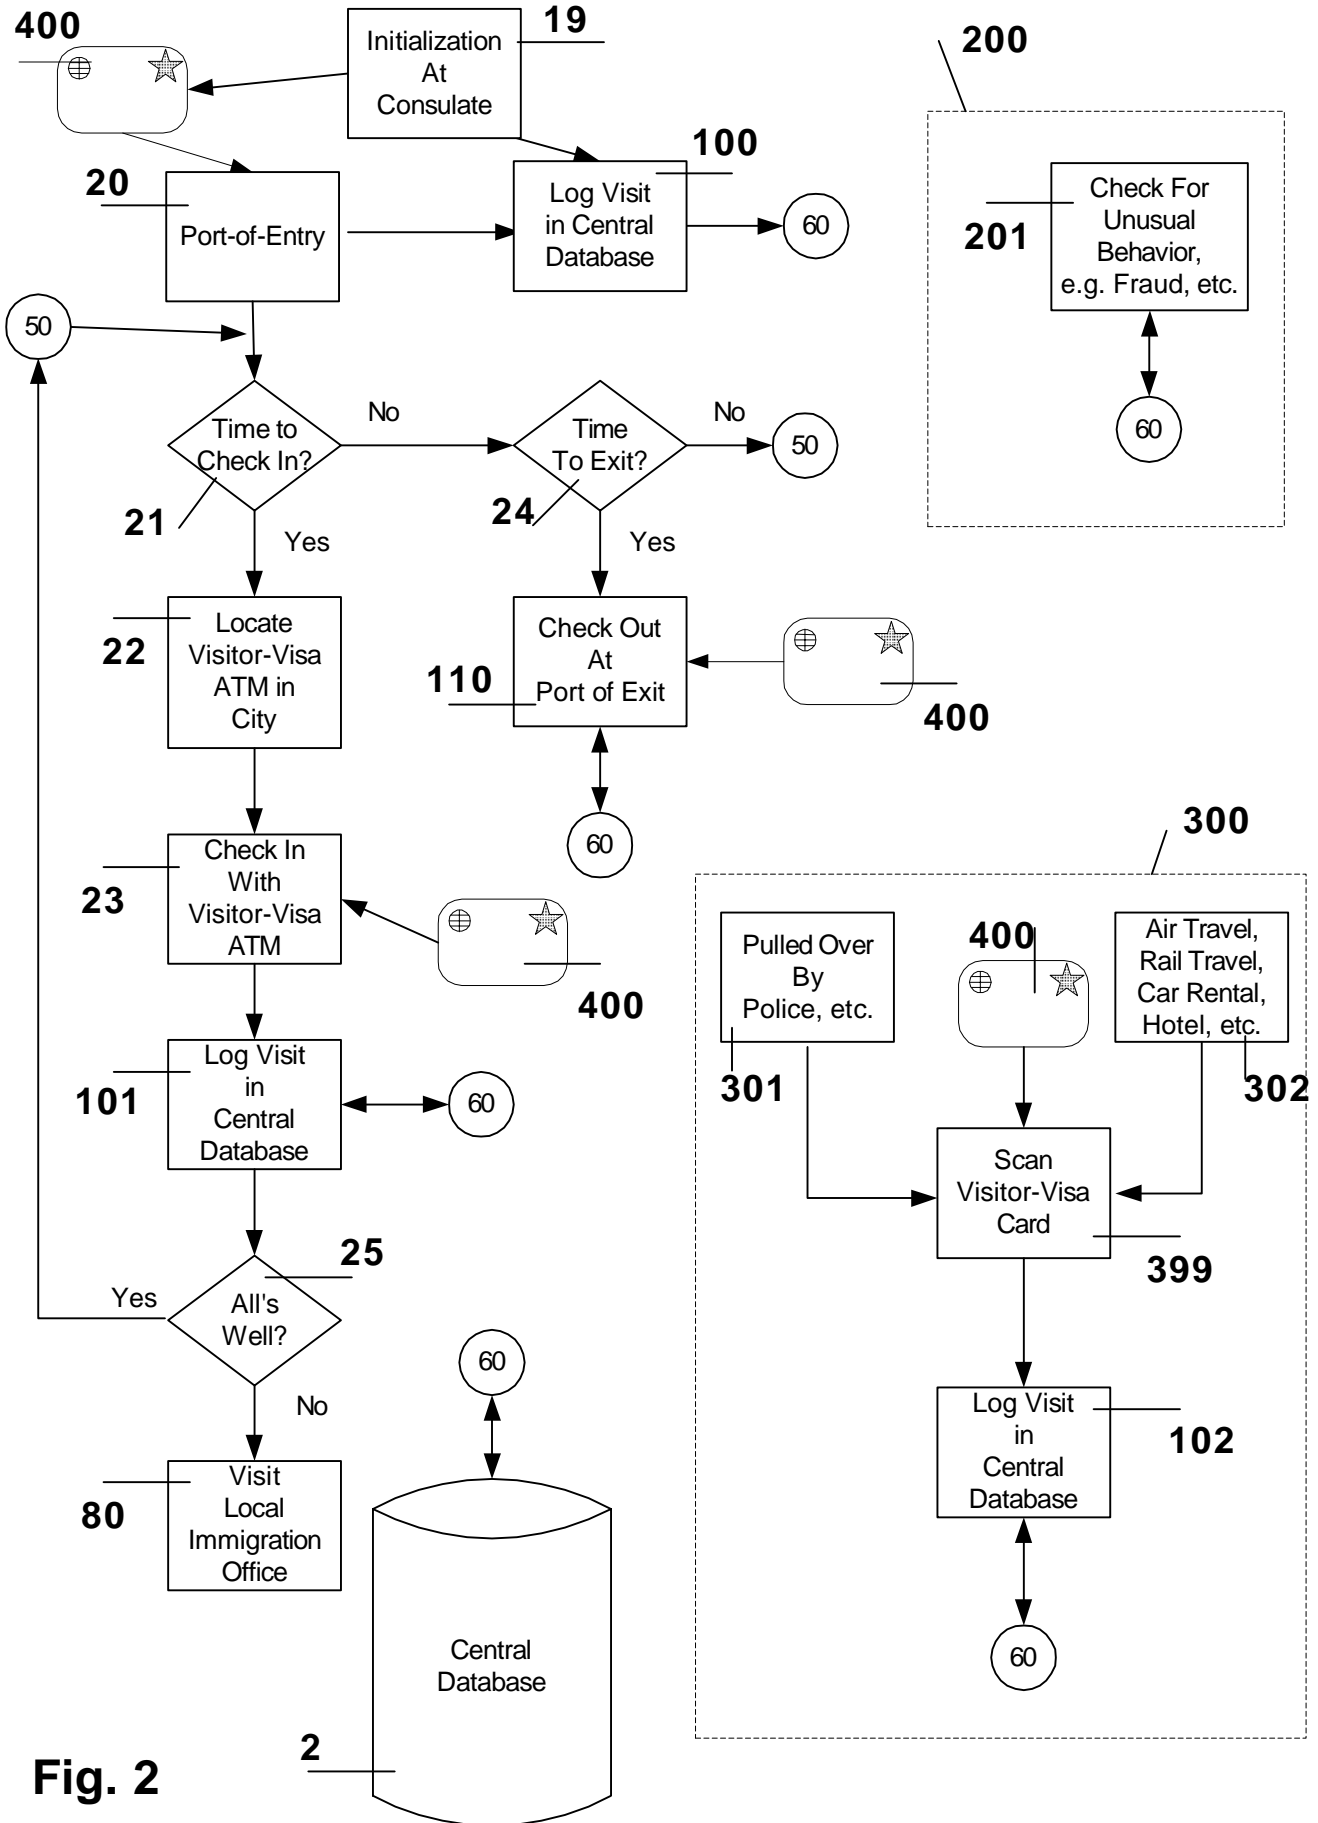 400
19
Initialization
At
Consulate
200
100
20
Port-of-Entry
Log Visit
in Central
Database
60
Check For
Unusual
Behavior,
e.g. Fraud, etc.
201
60
50
Time to
Check In?
No
21
Yes
Time
To Exit?
No
24
Yes
50
Locate
Visitor-Visa
ATM in
City
22
Check Out
At
Port of Exit
110
400
60
Check In
With
Visitor-Visa
ATM
23
400
300
Pulled Over
By
Police, etc.
301
400
Air Travel,
Rail Travel,
Car Rental,
Hotel, etc.
302
Log Visit
in
Central
Database
101
60
Scan
Visitor-Visa
Card
399
25
All's
Well?
Yes
No
60
Log Visit
in
Central
Database
102
60
Visit
Local
Immigration
Office
80
Central
Database
2
Fig. 2